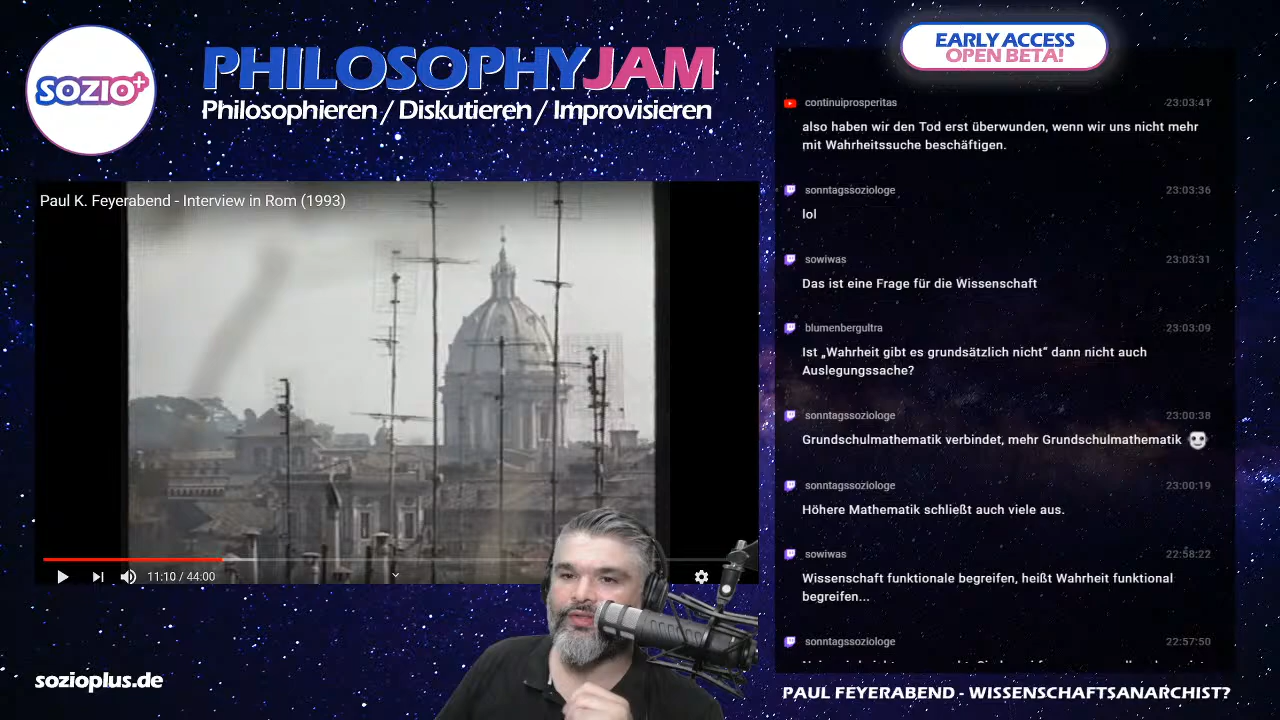 SOZIO+
PHILOSOPHYJAM
Philosophieren / Diskutieren / Improvisieren
EARLY ACCESS
OPEN BETA!
Paul K. Feyerabend - Interview in Rom (1993)
11:10 / 44:00
continuiprosperitas 23:03:41
also haben wir den Tod erst überwunden, wenn wir uns nicht mehr
mit Wahrheitssuche beschäftigen.
sonntagssoziologe 23:03:36
lol
sowiwas 23:03:31
Das ist eine Frage für die Wissenschaft
blumenbergultra 23:03:09
Ist „Wahrheit gibt es grundsätzlich nicht“ dann nicht auch
Auslegungssache?
sonntagssoziologe 23:00:38
Grundschulmathematik verbindet, mehr Grundschulmathematik
sonntagssoziologe 23:00:19
Höhere Mathematik schließt auch viele aus.
sowiwas 22:58:22
Wissenschaft funktionale begreifen, heißt Wahrheit funktional
begreifen...
sonntagssoziologe 22:57:50
sozioplus.de
PAUL FEYERABEND - WISSENSCHAFTSANARCHIST?